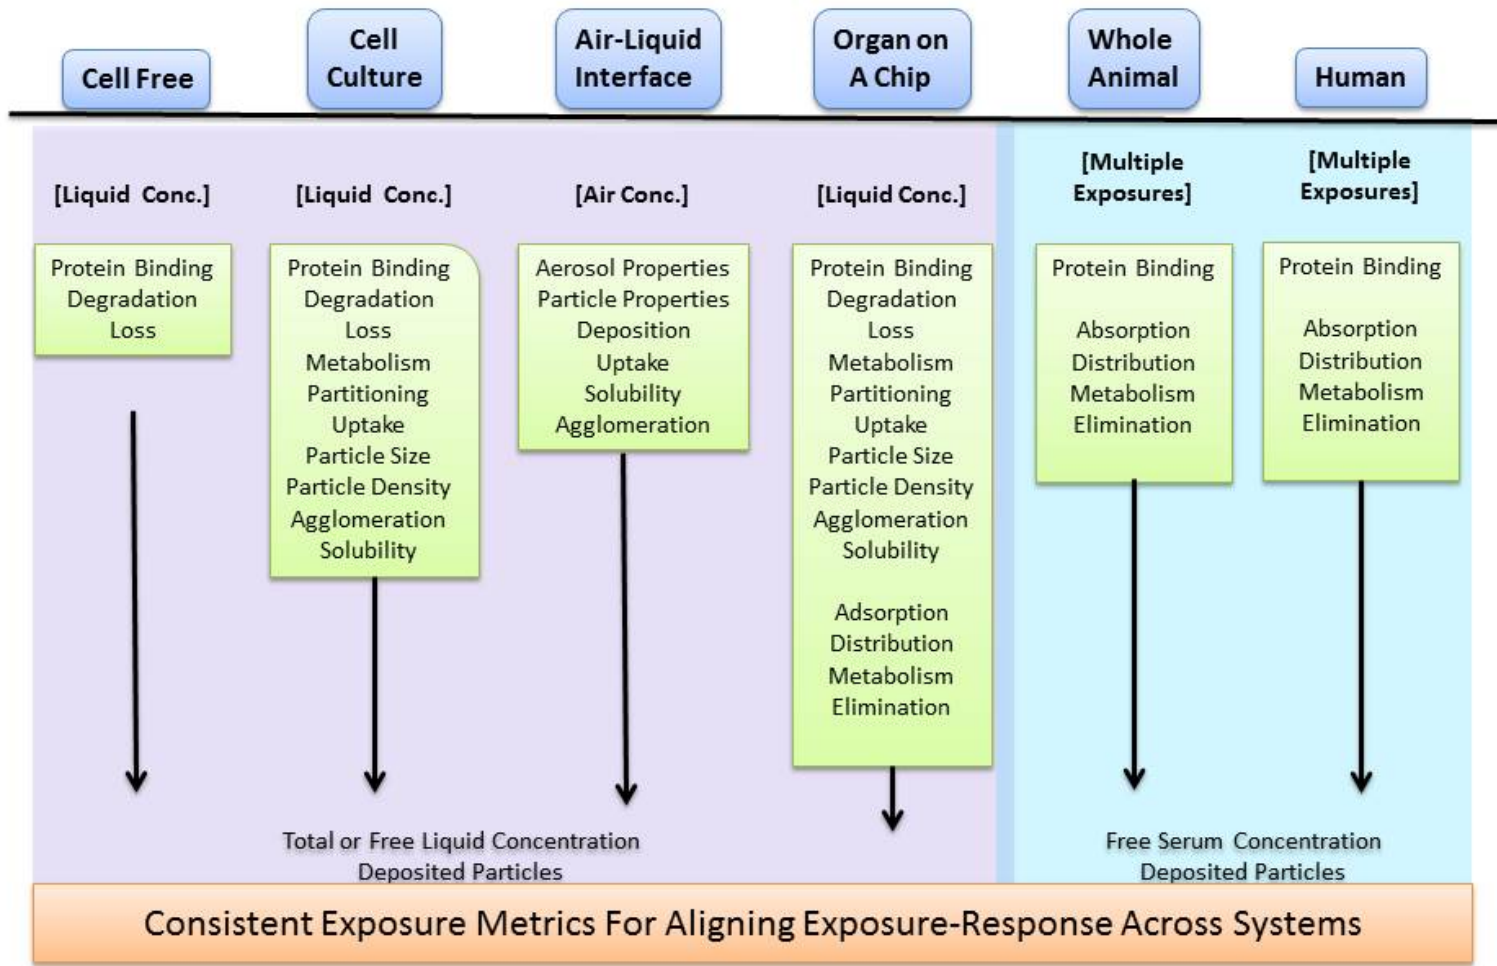 Cell Free
Cell
Culture
Air-Liquid
Interface
Organ on
A Chip
Whole
Animal
Human
[Liquid Conc.]
Protein Binding
Degradation
Loss
[Liquid Conc.]
Protein Binding
Degradation
Loss
Metabolism
Partitioning
Uptake
Particle Size
Particle Density
Agglomeration
Solubility
[Air Conc.]
Aerosol Properties
Particle Properties
Deposition
Uptake
Solubility
Agglomeration
[Liquid Conc.]
Protein Binding
Degradation
Loss
Metabolism
Partitioning
Uptake
Particle Size
Particle Density
Agglomeration
Solubility
Adsorption
Distribution
Metabolism
Elimination
[Multiple
Exposures]
Protein Binding
Absorption
Distribution
Metabolism
Elimination
[Multiple
Exposures]
Protein Binding
Absorption
Distribution
Metabolism
Elimination
Total or Free Liquid Concentration
Deposited Particles
Free Serum Concentration
Deposited Particles
Consistent Exposure Metrics For Aligning Exposure-Response Across Systems